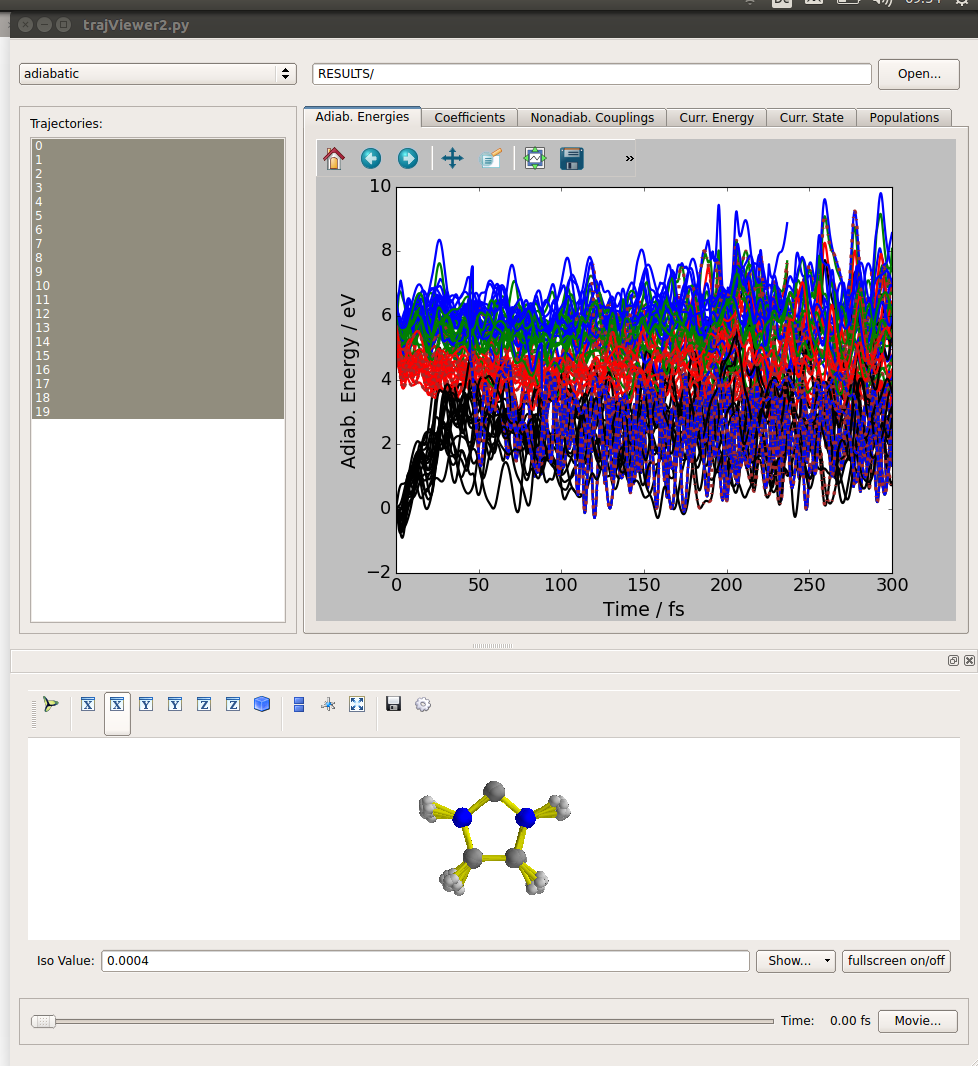 trajViewer2.py
adiabatic
RESULTS/
Open...
Trajectories:
0
1
2
3
4
5
6
7
8
9
10
11
12
13
14
15
16
17
18
19
Adiab. Energies
Coefficients
Nonadiab. Couplings
Curr. Energy
Curr. State
Populations
»
10
8
6
4
2
0
−2
Adiab. Energy / eV
0
50
100
150
200
250
300
Time / fs
X
X
Y
Y
Z
Z
Iso Value:
0.0004
Show...
fullscreen on/off
Time:
0.00 fs
Movie...